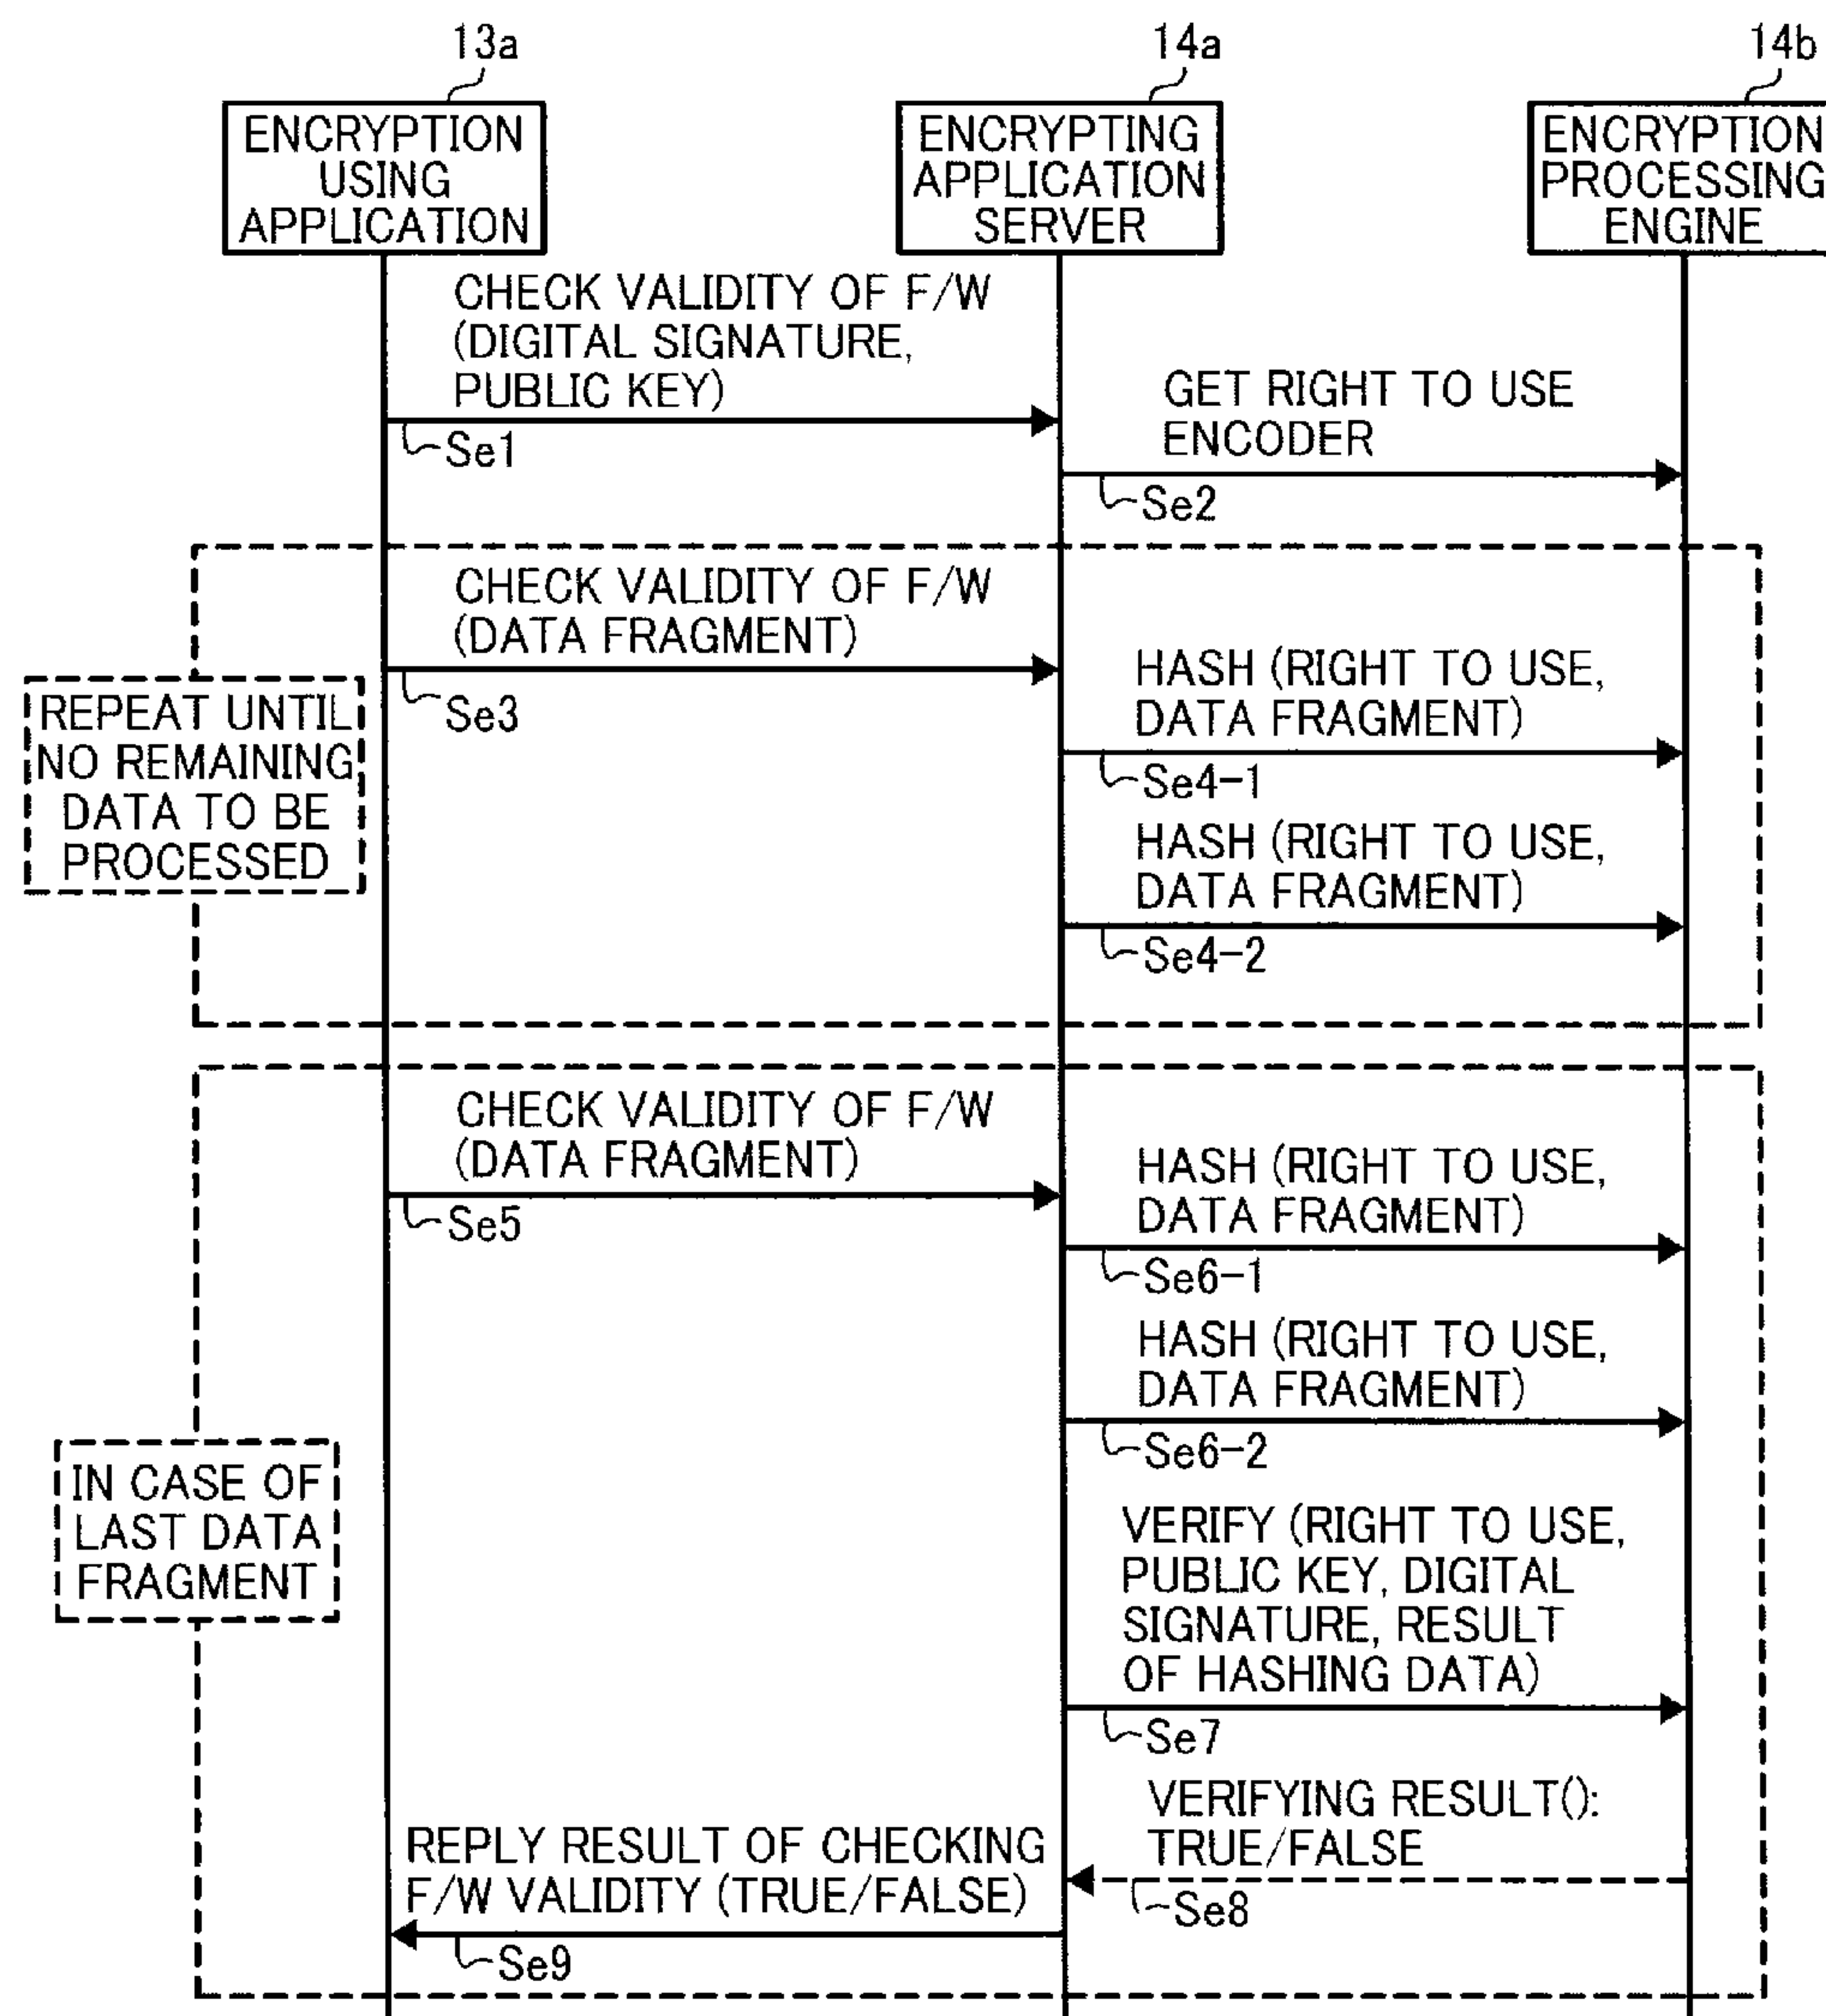 13a
14a
14b
ENCRYPTION
USING
APPLICATION
ENCRYPTING
APPLICATION
SERVER
ENCRYPTION
PROCESSING
ENGINE
CHECK VALIDITY OF F/W
(DIGITAL SIGNATURE,
PUBLIC KEY)
Se1
GET RIGHT TO USE
ENCODER
Se2
REPEAT UNTIL
NO REMAINING
DATA TO BE
PROCESSED
CHECK VALIDITY OF F/W
(DATA FRAGMENT)
Se3
HASH (RIGHT TO USE,
DATA FRAGMENT)
Se4-1
HASH (RIGHT TO USE,
DATA FRAGMENT)
Se4-2
IN CASE OF
LAST DATA
FRAGMENT
CHECK VALIDITY OF F/W
(DATA FRAGMENT)
Se5
HASH (RIGHT TO USE,
DATA FRAGMENT)
Se6-1
HASH (RIGHT TO USE,
DATA FRAGMENT)
Se6-2
VERIFY (RIGHT TO USE,
PUBLIC KEY, DIGITAL
SIGNATURE, RESULT
OF HASHING DATA)
Se7
VERIFYING RESULT():
TRUE/FALSE
Se8
REPLY RESULT OF CHECKING
F/W VALIDITY (TRUE/FALSE)
Se9